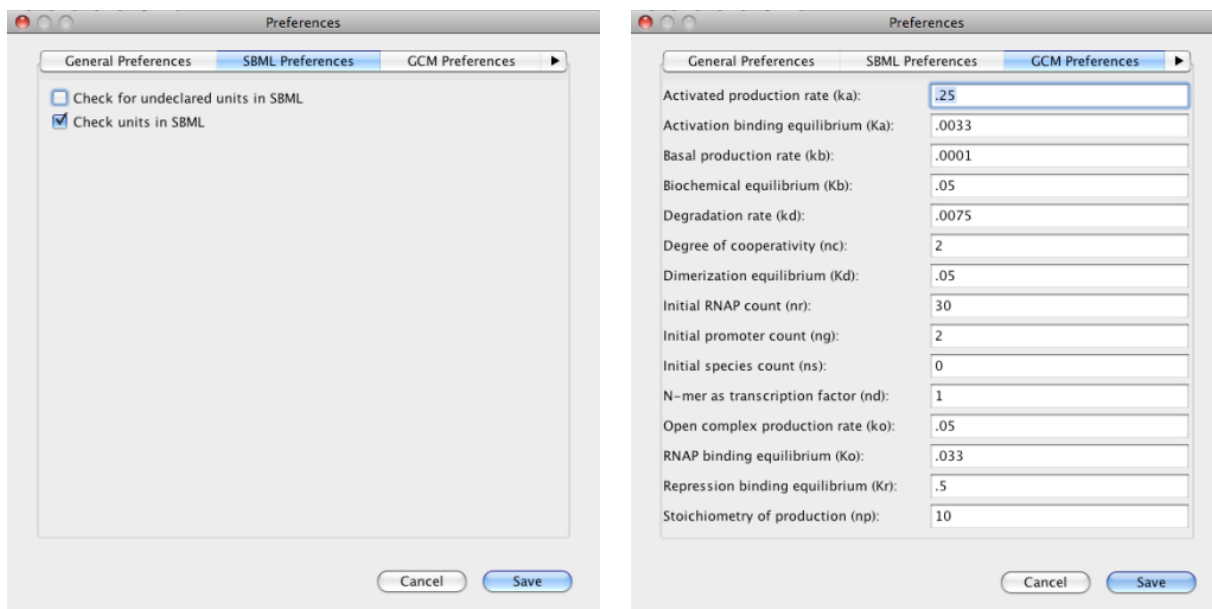 Preferences
General Preferences SBML Preferences GCM Preferences
Check for undeclared units in SBML
Check units in SBML
Cancel Save
Preferences
General Preferences SBML Preferences GCM Preferences
Activated production rate (ka): .25
Activation binding equilibrium (Ka): .0033
Basal production rate (kb): .0001
Biochemical equilibrium (Kb): .05
Degradation rate (kd): .0075
Degree of cooperativity (nc): 2
Dimerization equilibrium (Kd): .05
Initial RNAP count (nr): 30
Initial promoter count (ng): 2
Initial species count (ns): 0
N-mer as transcription factor (nd): 1
Open complex production rate (ko): .05
RNAP binding equilibrium (Ko): .033
Repression binding equilibrium (Kr): .5
Stoichiometry of production (np): 10
Cancel Save